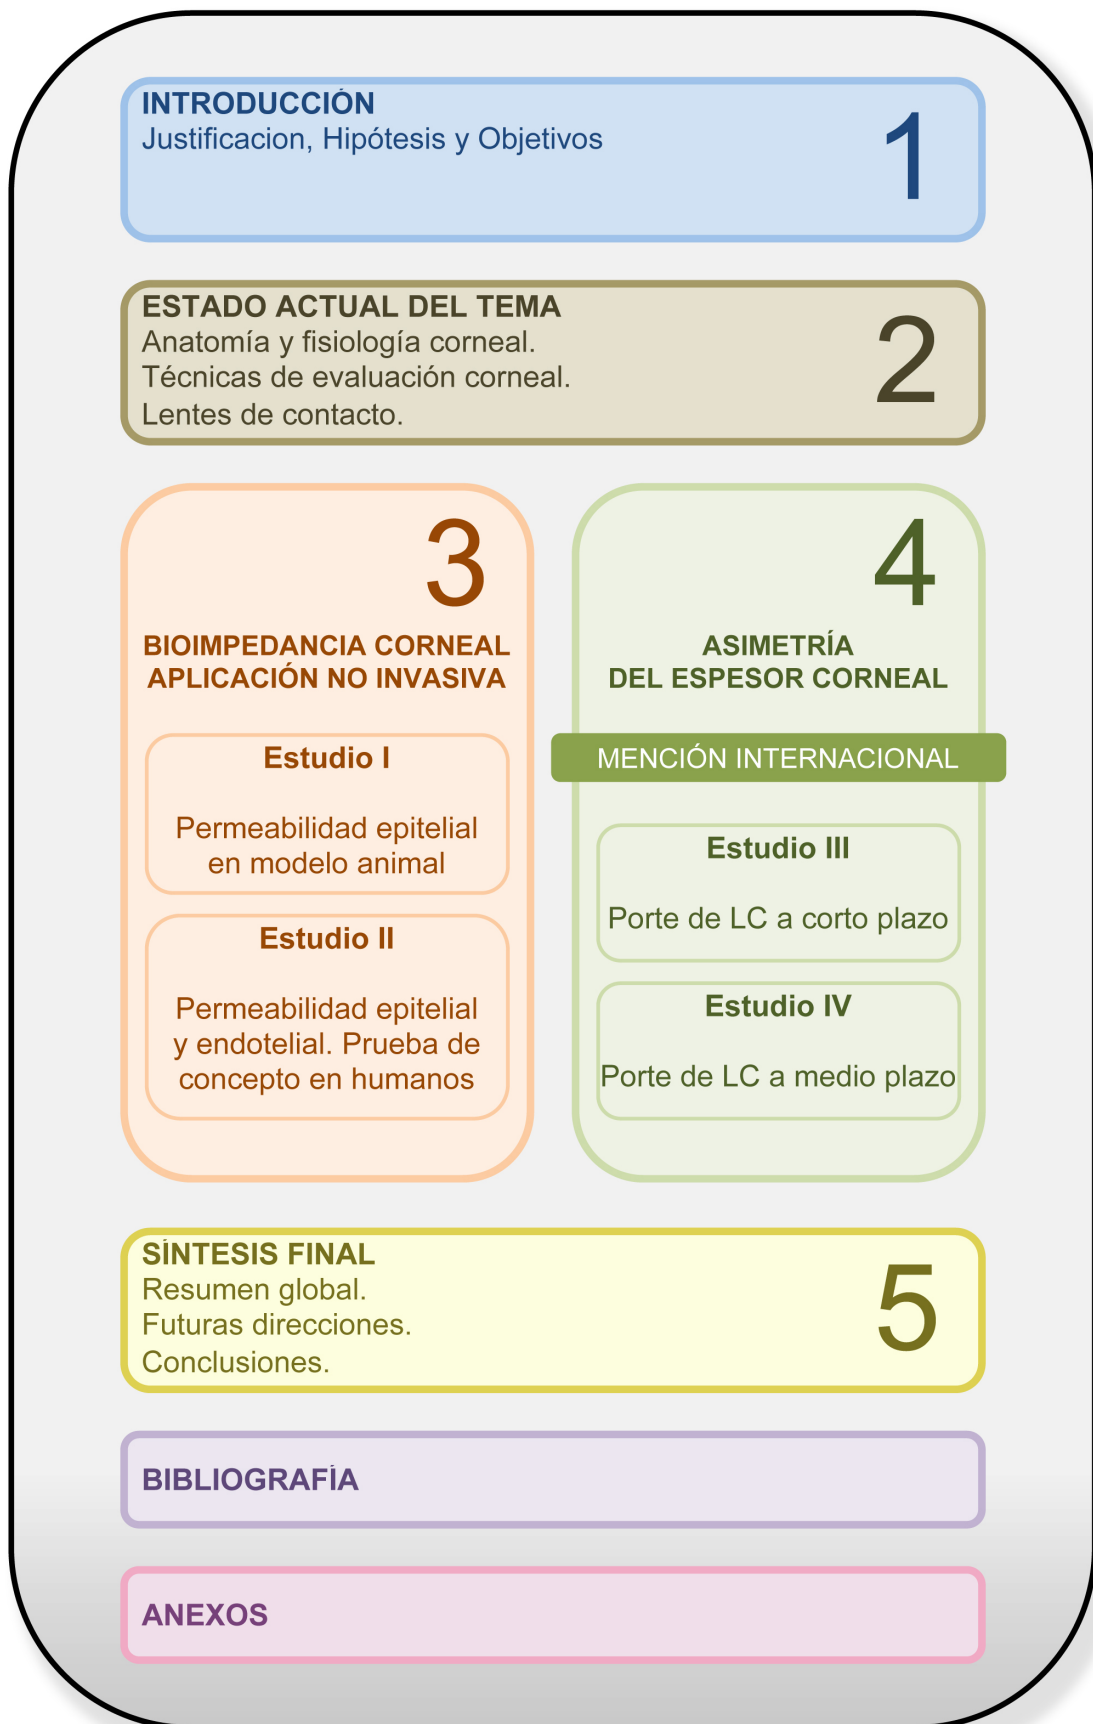 INTRODUCCIÓN
Justificacion, Hipótesis y Objetivos
1
ESTADO ACTUAL DEL TEMA
Anatomía y fisiología corneal.
Técnicas de evaluación corneal.
Lentes de contacto.
2
3
BIOIMPEDANCIA CORNEAL
APLICACIÓN NO INVASIVA
Estudio I
Permeabilidad epitelial
en modelo animal
Estudio II
Permeabilidad epitelial
y endotelial. Prueba de
concepto en humanos
4
ASIMETRÍA
DEL ESPESOR CORNEAL
MENCIÓN INTERNACIONAL
Estudio III
Porte de LC a corto plazo
Estudio IV
Porte de LC a medio plazo
SÍNTESIS FINAL
Resumen global.
Futuras direcciones.
Conclusiones.
5
BIBLIOGRAFÍA
ANEXOS